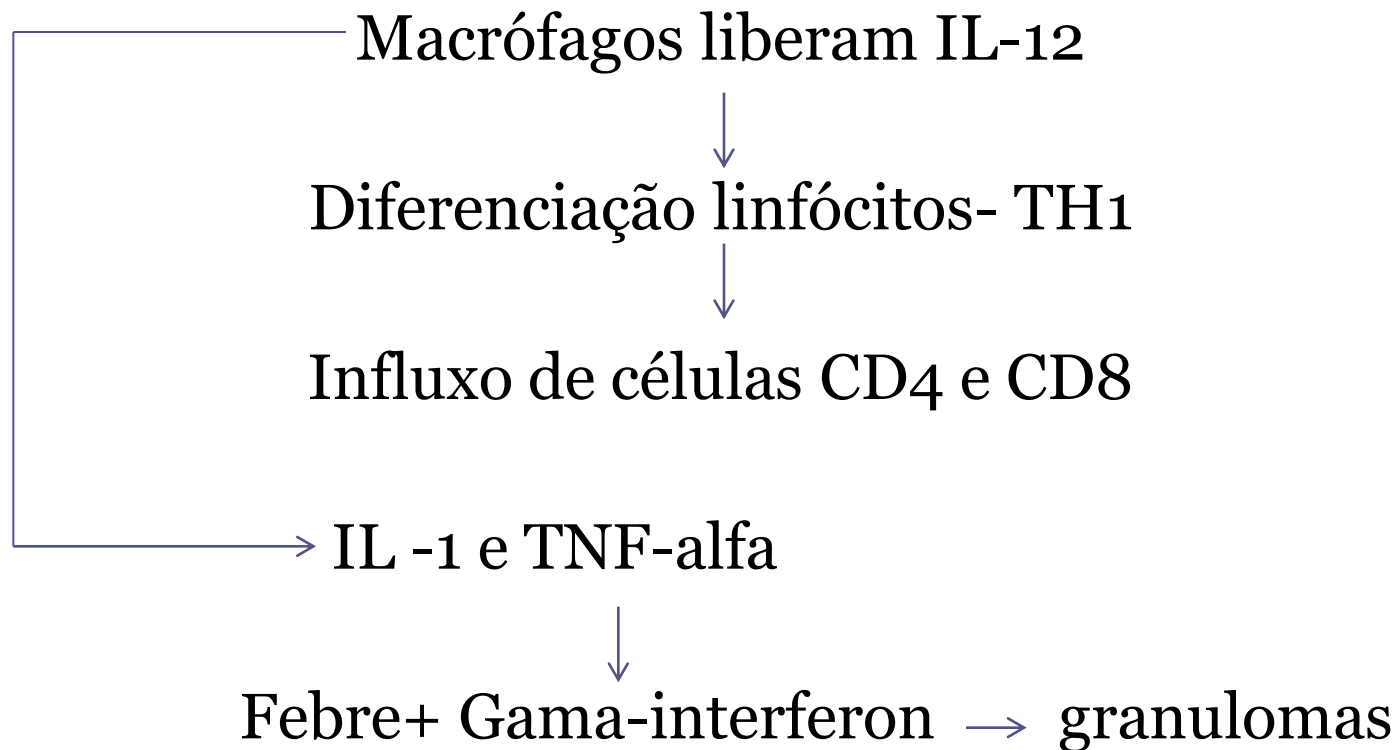 Macrófagos liberam IL-12
Diferenciação linfócitos- TH1
Influxo de células CD4 e CD8
IL -1 e TNF-alfa
Febre+ Gama-interferon → granulomas